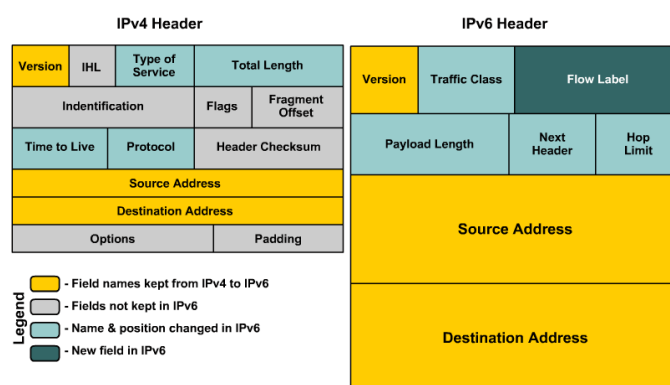 IPv4 Header
IPv6 Header
Version
IHL
Type of
Service
Total Length
Indentification
Flags
Fragment
Offset
Time to Live
Protocol
Header Checksum
Source Address
Destination Address
Options
Padding
Version
Traffic Class
Flow Label
Payload Length
Next
Header
Hop
Limit
Source Address
Destination Address
Legend
- Field names kept from IPv4 to IPv6
- Fields not kept in IPv6
- Name & position changed in IPv6
- New field in IPv6